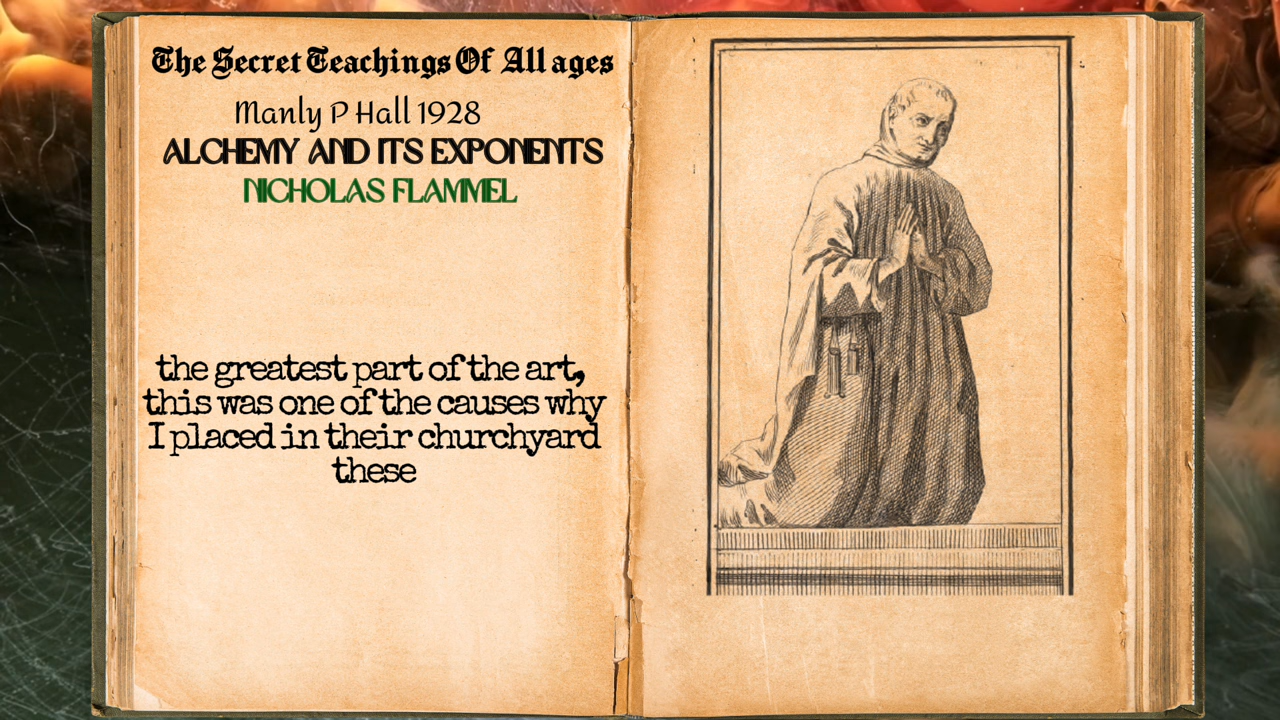 The Secret Teachings Of All ages
Manly P Hall 1928
ALCHEMY AND ITS EXPONENTS
NICHOLAS FLAMMEL
the greatest part of the art,
this was one of the causes why
I placed in their churchyard
these